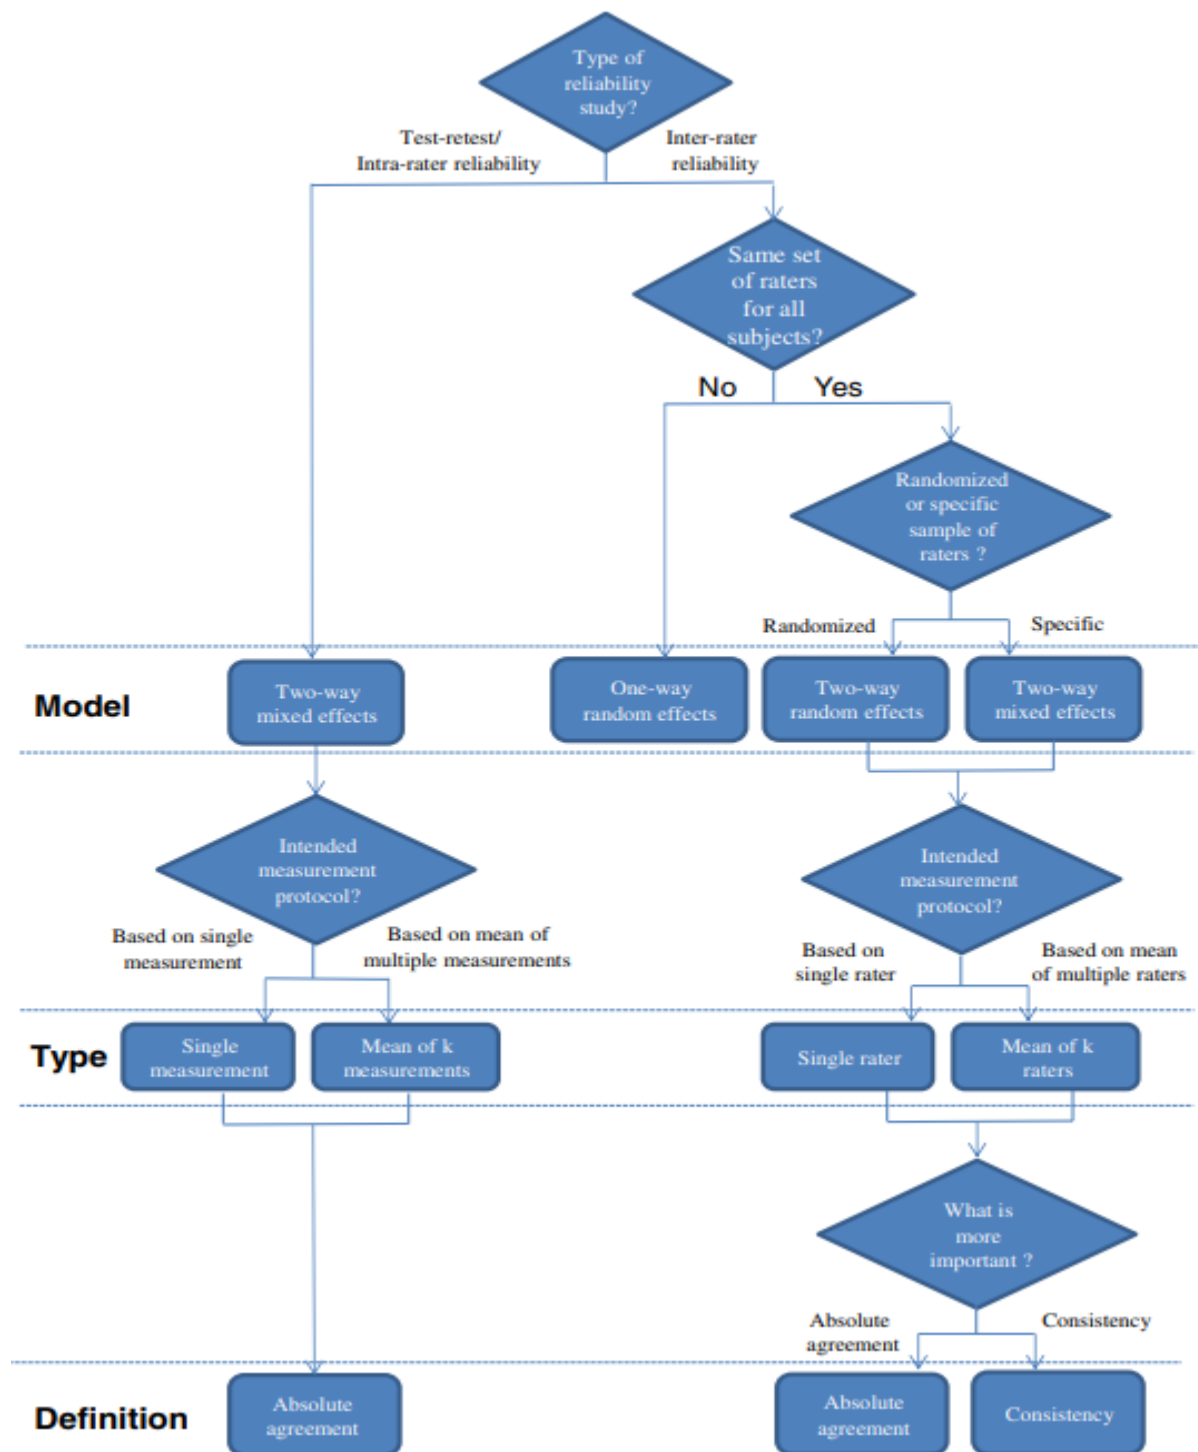 Type of
reliability
study?
Test-retest/
Intra-rater reliability
Inter-rater
reliability
Same set
of raters
for all
subjects?
No
Yes
Randomized
or specific
sample of
raters ?
Randomized
Specific
Model
Two-way
mixed effects
One-way
random effects
Two-way
random effects
Two-way
mixed effects
Intended
measurement
protocol?
Based on single
measurement
Based on mean of
multiple measurements
Intended
measurement
protocol?
Based on
single rater
Based on mean
of multiple raters
Type
Single
measurement
Mean of k
measurements
Single rater
Mean of k
raters
What is
more
important ?
Absolute
agreement
Consistency
Definition
Absolute
agreement
Absolute
agreement
Consistency